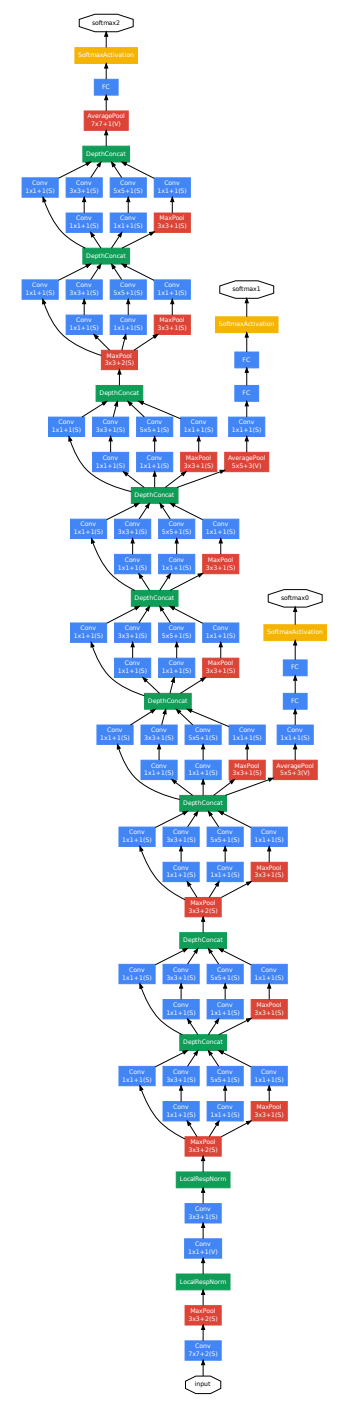 softmax2
SoftmaxActivation
FC
AveragePool
7x7+1(V)
DepthConcat
Conv Conv Conv Conv
1x1+1(S) 3x3+1(S) 5x5+1(S) 1x1+1(S)
Conv Conv MaxPool
1x1+1(S) 1x1+1(S) 3x3+1(S)
DepthConcat
Conv Conv Conv Conv
1x1+1(S) 3x3+1(S) 5x5+1(S) 1x1+1(S)
softmax1
Conv Conv MaxPool
1x1+1(S) 1x1+1(S) 3x3+1(S)
SoftmaxActivation
MaxPool
3x3+2(S)
FC
DepthConcat FC
Conv Conv Conv Conv Conv
1x1+1(S) 3x3+1(S) 5x5+1(S) 1x1+1(S) 1x1+1(S)
Conv Conv MaxPool AveragePool
1x1+1(S) 1x1+1(S) 3x3+1(S) 5x5+3(V)
DepthConcat
Conv Conv Conv Conv
1x1+1(S) 3x3+1(S) 5x5+1(S) 1x1+1(S)
Conv Conv MaxPool
1x1+1(S) 1x1+1(S) 3x3+1(S)
DepthConcat softmax0
Conv Conv Conv Conv
1x1+1(S) 3x3+1(S) 5x5+1(S) 1x1+1(S)
SoftmaxActivation
Conv Conv MaxPool
1x1+1(S) 1x1+1(S) 3x3+1(S)
FC
DepthConcat FC
Conv Conv Conv Conv Conv
1x1+1(S) 3x3+1(S) 5x5+1(S) 1x1+1(S) 1x1+1(S)
Conv Conv MaxPool AveragePool
1x1+1(S) 1x1+1(S) 3x3+1(S) 5x5+3(V)
DepthConcat
Conv Conv Conv Conv
1x1+1(S) 3x3+1(S) 5x5+1(S) 1x1+1(S)
Conv Conv MaxPool
1x1+1(S) 1x1+1(S) 3x3+1(S)
MaxPool
3x3+2(S)
DepthConcat
Conv Conv Conv Conv
1x1+1(S) 3x3+1(S) 5x5+1(S) 1x1+1(S)
Conv Conv MaxPool
1x1+1(S) 1x1+1(S) 3x3+1(S)
DepthConcat
Conv Conv Conv Conv
1x1+1(S) 3x3+1(S) 5x5+1(S) 1x1+1(S)
Conv Conv MaxPool
1x1+1(S) 1x1+1(S) 3x3+1(S)
MaxPool
3x3+2(S)
LocalRespNorm
Conv
3x3+1(S)
Conv
1x1+1(V)
LocalRespNorm
MaxPool
3x3+2(S)
Conv
7x7+2(S)
input